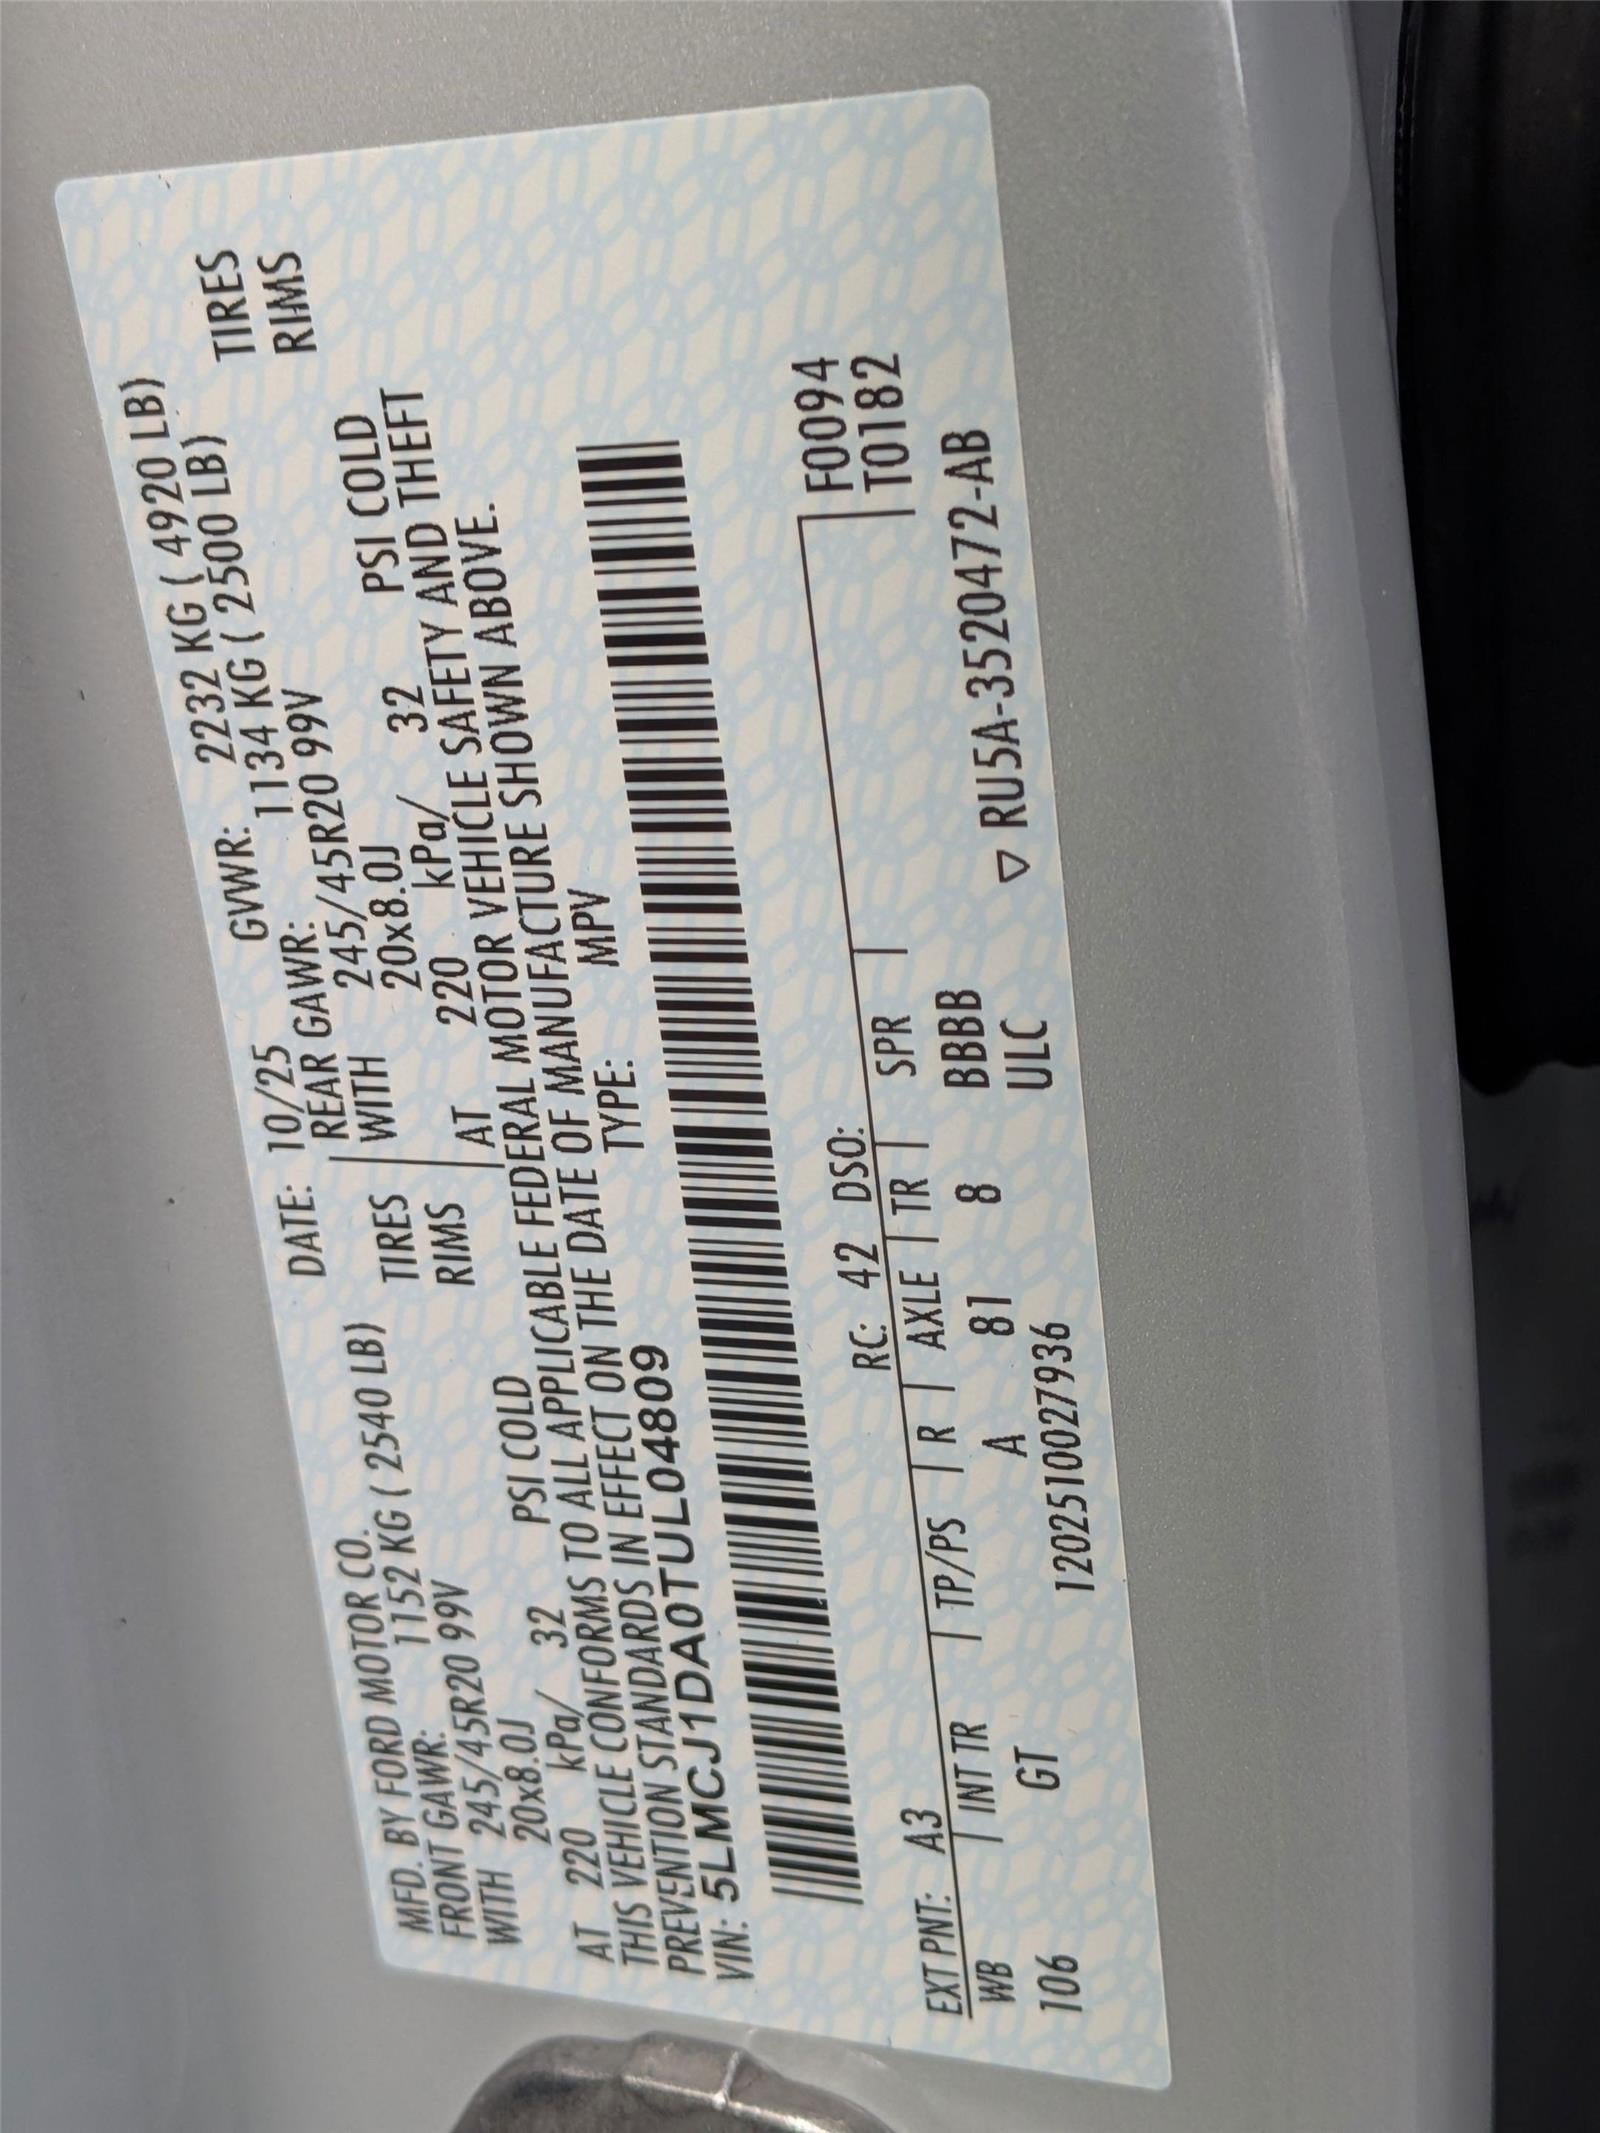 MFD. BY FORD MOTOR CO. DATE: 10/25 GVWR: 2232 KG ( 4920 LB)
FRONT GAWR: 1152 KG ( 2540 LB) REAR GAWR: 1134 KG ( 2500 LB)
WITH 245/45R20 99V TIRES WITH 245/45R20 99V TIRES
20x8.0J RIMS 20x8.0J RIMS
AT 220 kPa/ 32 PSI COLD AT 220 kPa/ 32 PSI COLD
THIS VEHICLE CONFORMS TO ALL APPLICABLE FEDERAL MOTOR VEHICLE SAFETY AND THEFT
PREVENTION STANDARDS IN EFFECT ON THE DATE OF MANUFACTURE SHOWN ABOVE.
VIN: 5LMCJ1DA0TUL04809 TYPE: MPV
EXT PNT: A3 RC: 42 DSO: F0094
WB INT TR TP/PS R AXLE TR SPR T0182
106 GT A 81 8 BBBB
1202510027936 ULC ▽ RU5A-3520472-AB